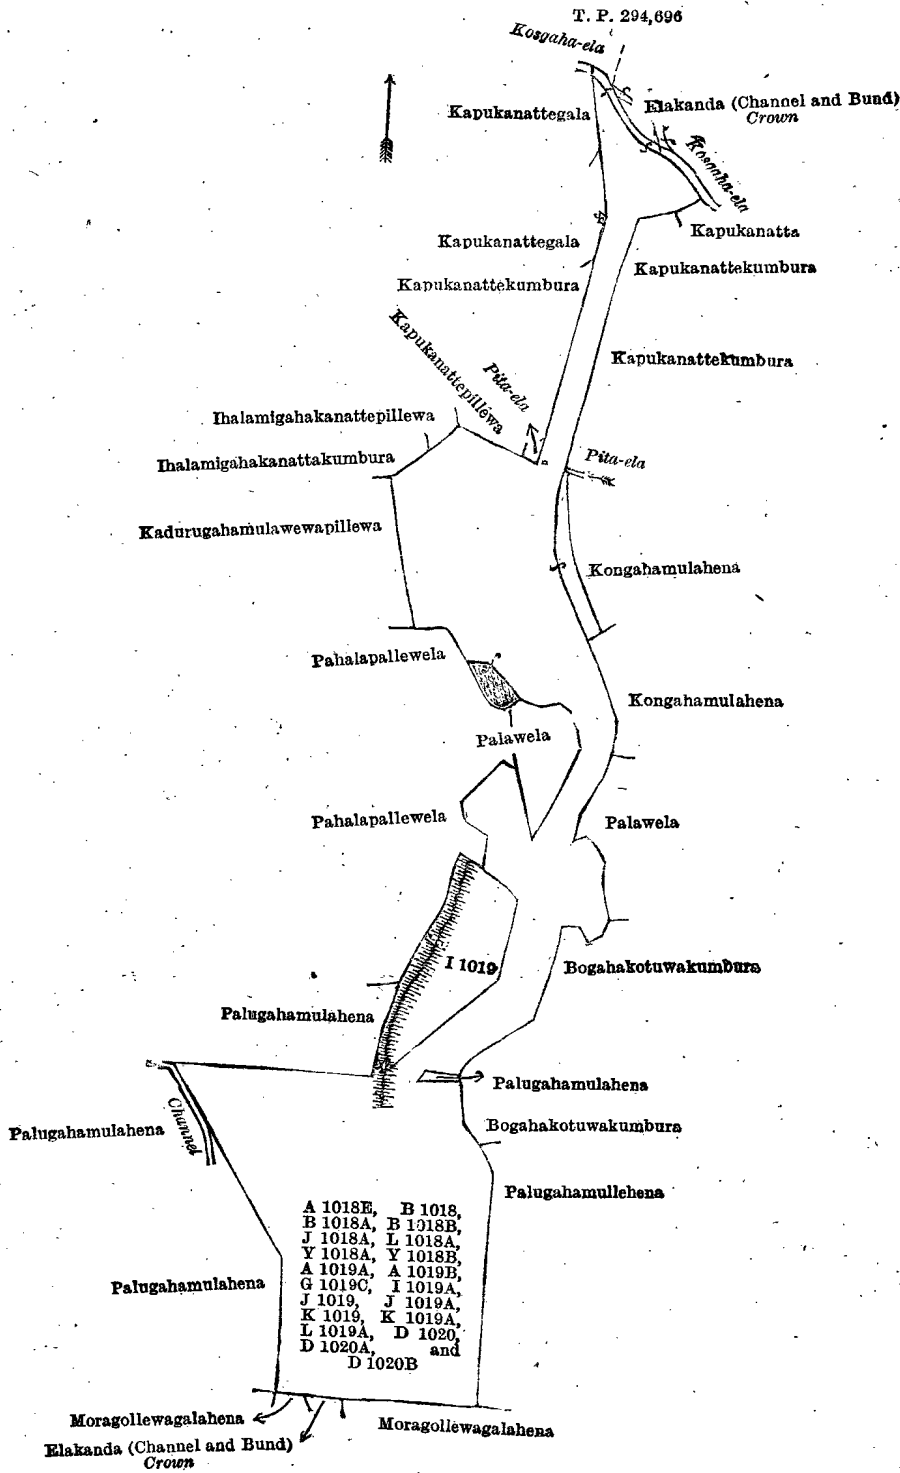 T. P. 294,696
Kosgaha-ela
Elakanda (Channel and Bund)
Crown
Kapukanattegala
Kosgaha-ela
Kapukanatta
Kapukanattegala
Kapukanattekumbura
Kapukanattekumbura
Kapukanattepillewa
Pita-ela
Kapukanattekumbura
Ihalamigahakanattepillewa
Ihalamigahakanattakumbura
Pita-ela
Kadurugahamulawewapillewa
Kongahamulahena
Pahalapallewela
Kongahamulahena
Palawela
Pahalapallewela
Palawela
I 1019
Bogahakotuwakumbura
Palugahamulahena
Palugahamulahena
Channel
Palugahamulahena
Bogahakotuwakumbura
Palugahamullehena
A 1018E, B 1018,
B 1018A, B 1018B,
J 1018A, L 1018A,
Y 1018A, Y 1018B,
A 1019A, A 1019B,
G 1019C, I 1019A,
J 1019, J 1019A,
K 1019, K 1019A,
L 1019A, D 1020,
D 1020A, and
D 1020B
Palugahamulahena
Moragollewagalahena
Moragollewagalahena
Elakanda (Channel and Bund)
Crown